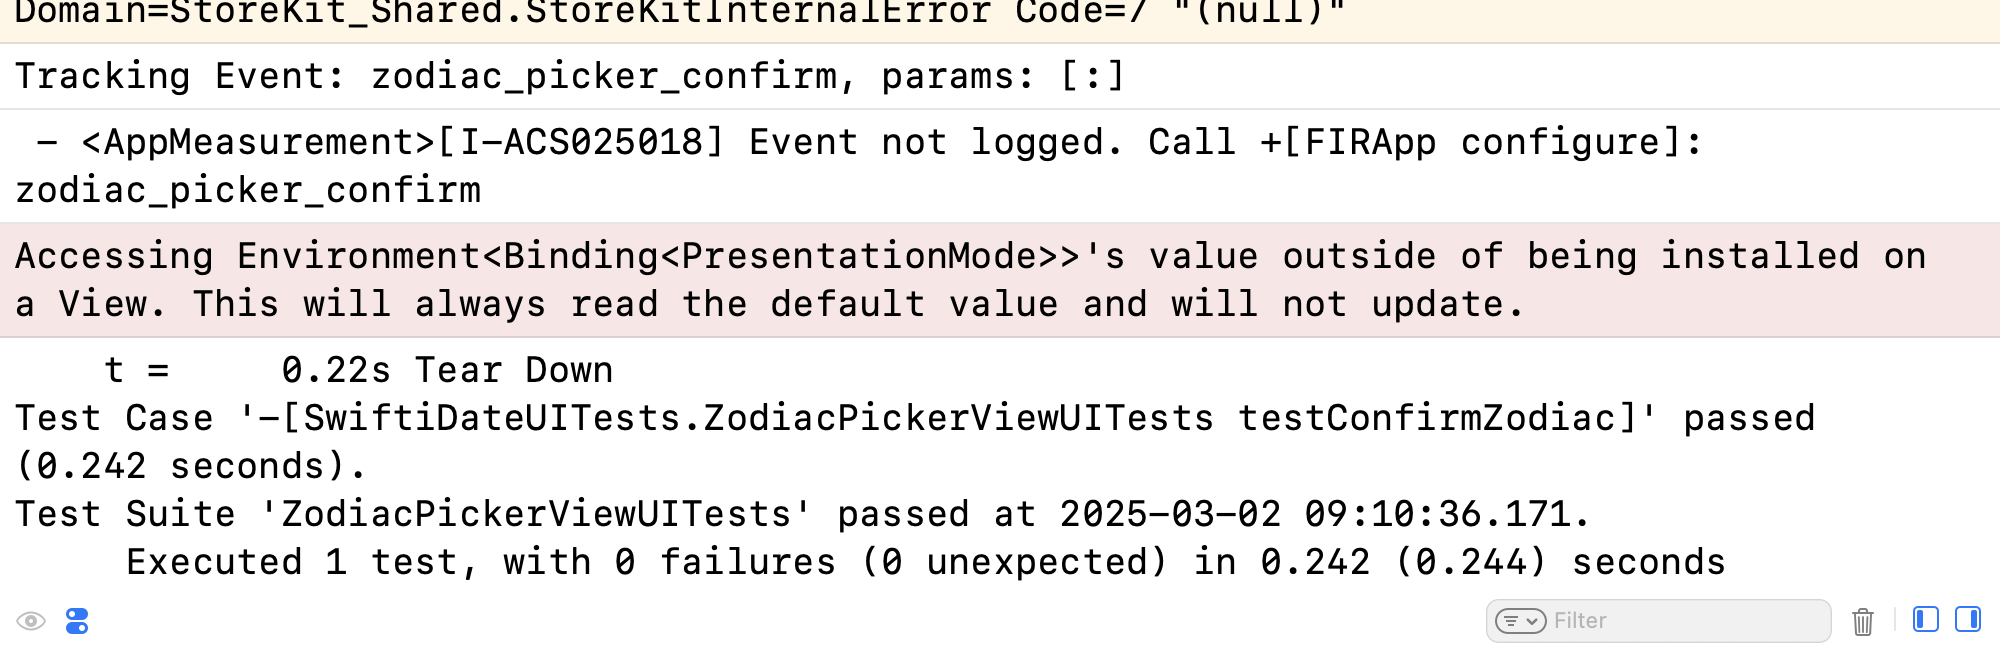 Domain=StoreKit_Shared.StoreKitInternalError Code=7 "(null)"
Tracking Event: zodiac_picker_confirm, params: [:]
 - <AppMeasurement>[I-ACS025018] Event not logged. Call +[FIRApp configure]:
zodiac_picker_confirm
Accessing Environment<Binding<PresentationMode>>'s value outside of being installed on
a View. This will always read the default value and will not update.
    t =     0.22s Tear Down
Test Case '-[SwiftiDateUITests.ZodiacPickerViewUITests testConfirmZodiac]' passed
(0.242 seconds).
Test Suite 'ZodiacPickerViewUITests' passed at 2025-03-02 09:10:36.171.
     Executed 1 test, with 0 failures (0 unexpected) in 0.242 (0.244) seconds
Filter